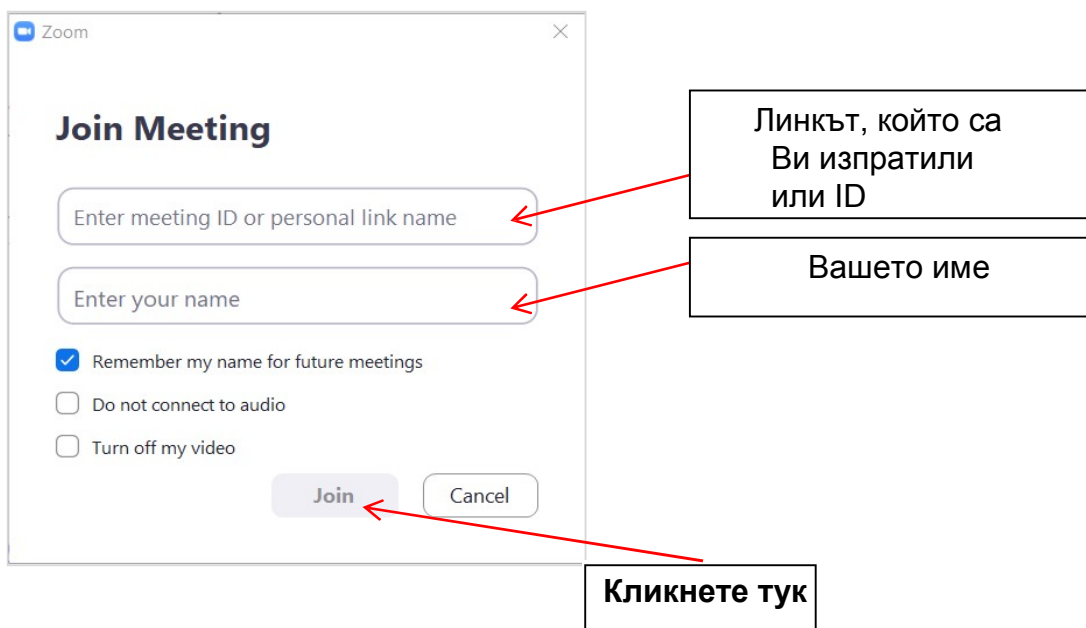 Zoom
Join Meeting
Enter meeting ID or personal link name
Enter your name
Remember my name for future meetings
Do not connect to audio
Turn off my video
Join
Cancel
Линкът, който са
Ви изпратили
или ID
Вашето име
Кликнете тук